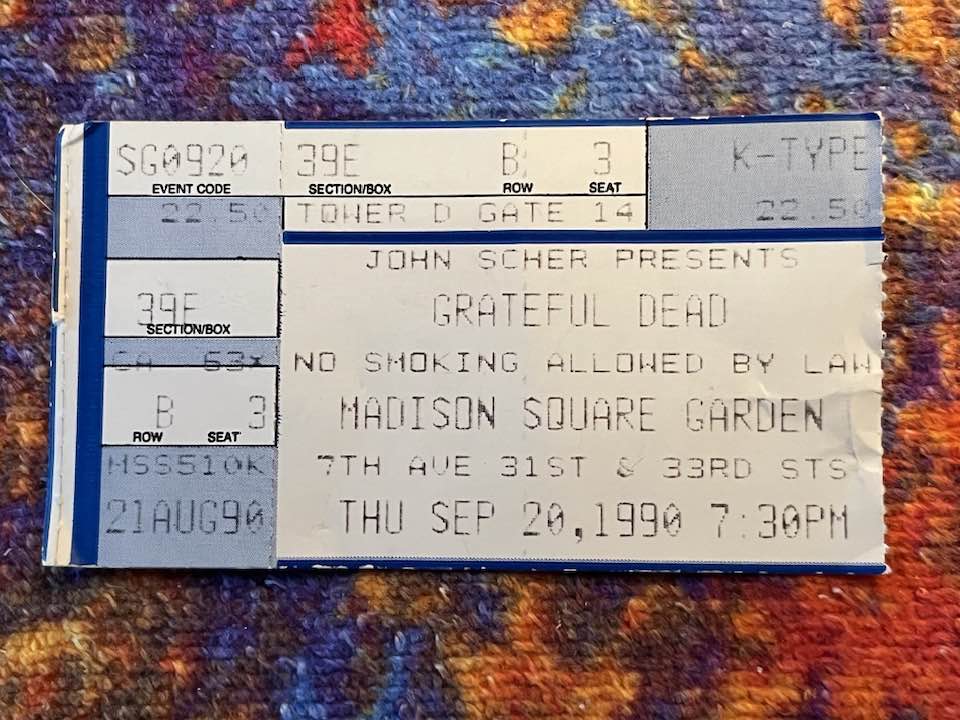 SG0920
EVENT CODE
22.50
39E
SECTION/BOX
CA 63x
B 3
ROW SEAT
MSS510K
21AUG90
39E B 3
SECTION/BOX ROW SEAT
TOWER D GATE 14
K-TYPE
22.50
JOHN SCHER PRESENTS
GRATEFUL DEAD
NO SMOKING ALLOWED BY LAW
MADISON SQUARE GARDEN
7TH AVE 31ST & 33RD STS
THU SEP 20,1990 7:30PM